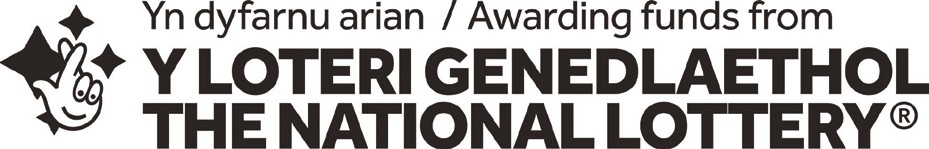 Yn dyfarnu arian / Awarding funds from
Y LOTERI GENEDLAETHOL
THE NATIONAL LOTTERY®